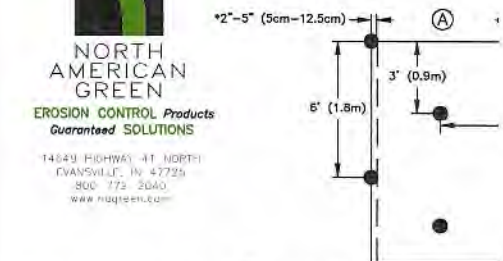 NORTH
AMERICAN
GREEN
EROSION CONTROL Products
Guaranteed SOLUTIONS
14649 HIGHWAY 41 NORTH
EVANSVILLE, IN 47725
800-772-2040
www.nagreen.com
*2"-5" (5cm-12.5cm)
A
3' (0.9m)
6' (1.8m)